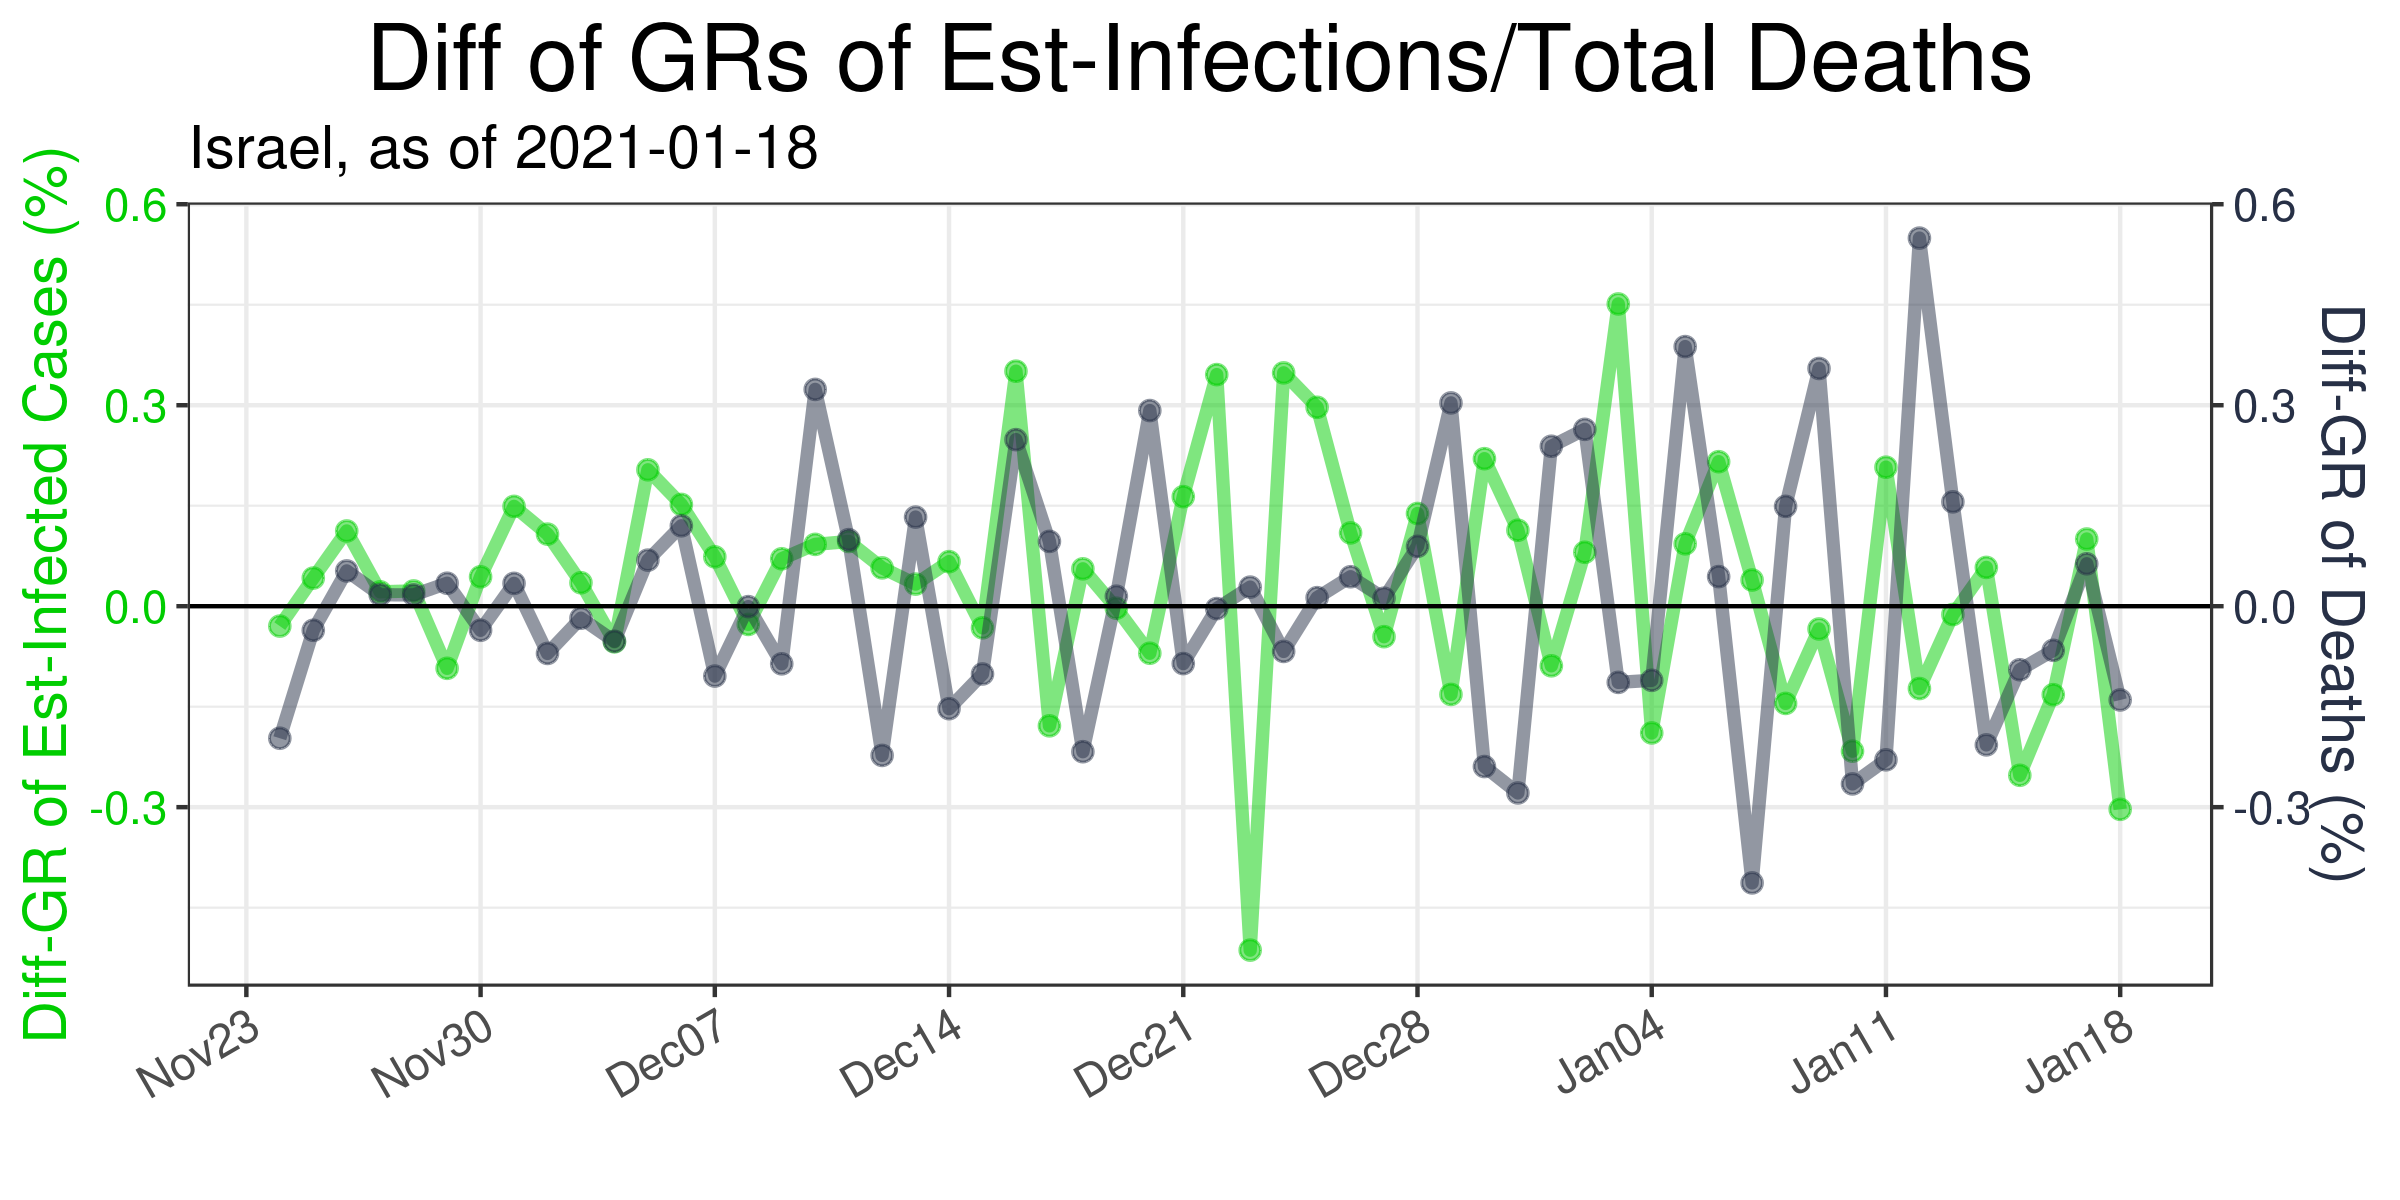 Diff of GRs of Est-Infections/Total Deaths
Israel, as of 2021-01-18
Diff-GR of Est-Infected Cases (%)
0.6
0.3
0.0
-0.3
0.6
0.3
0.0
-0.3
Diff-GR of Deaths (%)
Nov23
Nov30
Dec07
Dec14
Dec21
Dec28
Jan04
Jan11
Jan18